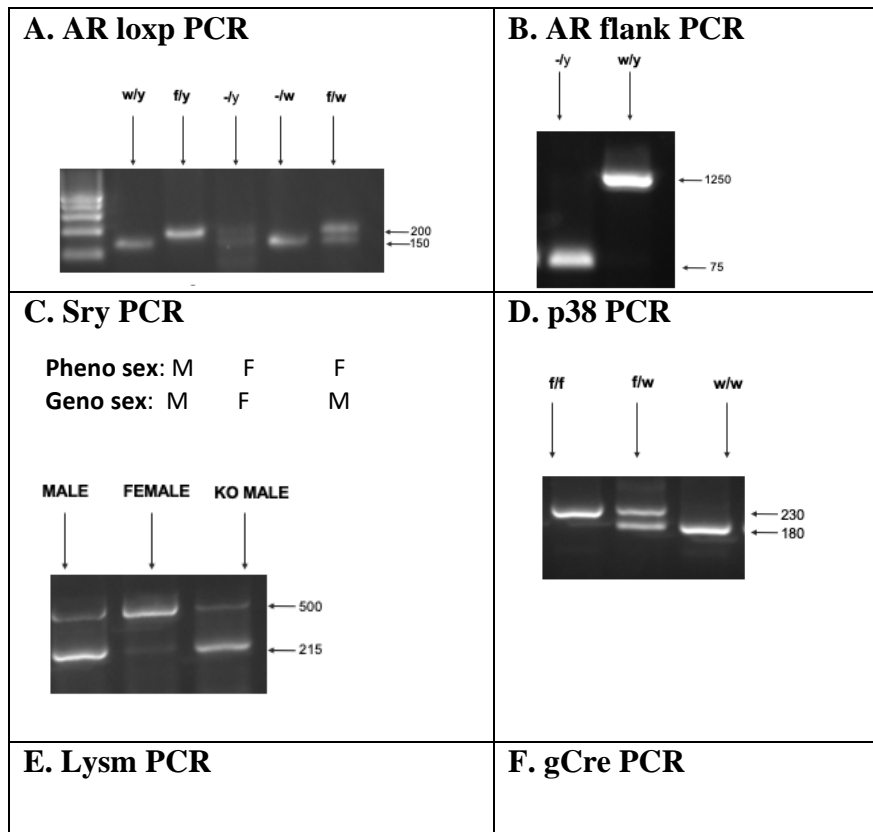 A. AR loxp PCR
w/y f/y -/y -/w f/w
200
150
B. AR flank PCR
-/y w/y
1250
75
C. Sry PCR
Pheno sex: M F F
Geno sex: M F M
MALE FEMALE KO MALE
500
215
D. p38 PCR
f/f f/w w/w
230
180
E. Lysm PCR
F. gCre PCR